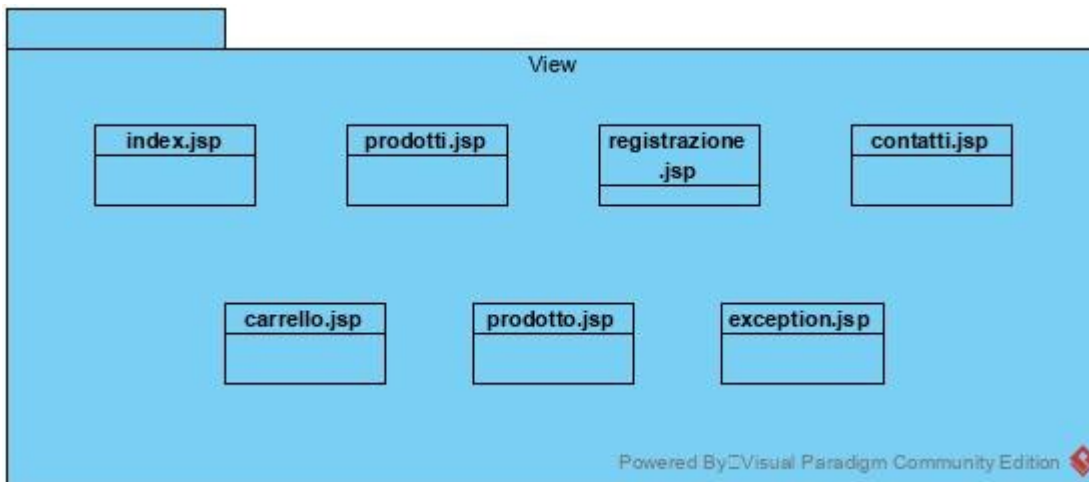 View
index.jsp
prodotti.jsp
registrazione
.jsp
contatti.jsp
carrello.jsp
prodotto.jsp
exception.jsp
Powered By Visual Paradigm Community Edition